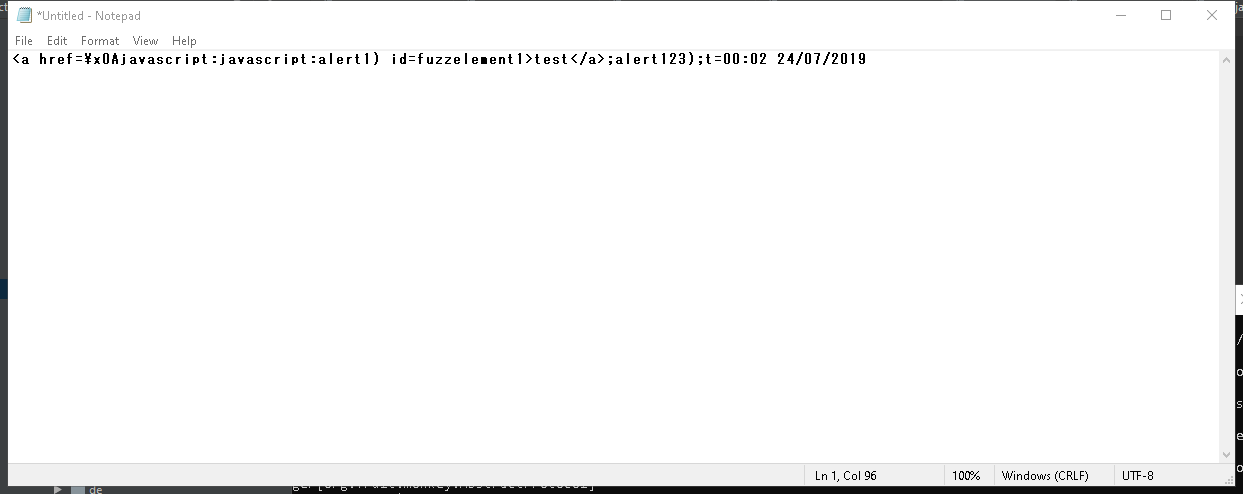 *Untitled - Notepad
File Edit Format View Help
<a href=¥x0Ajavascript:javascript:alert1) id=fuzzelement1>test</a>;alert123);t=00:02 24/07/2019
Ln 1, Col 96 100% Windows (CRLF) UTF-8
de